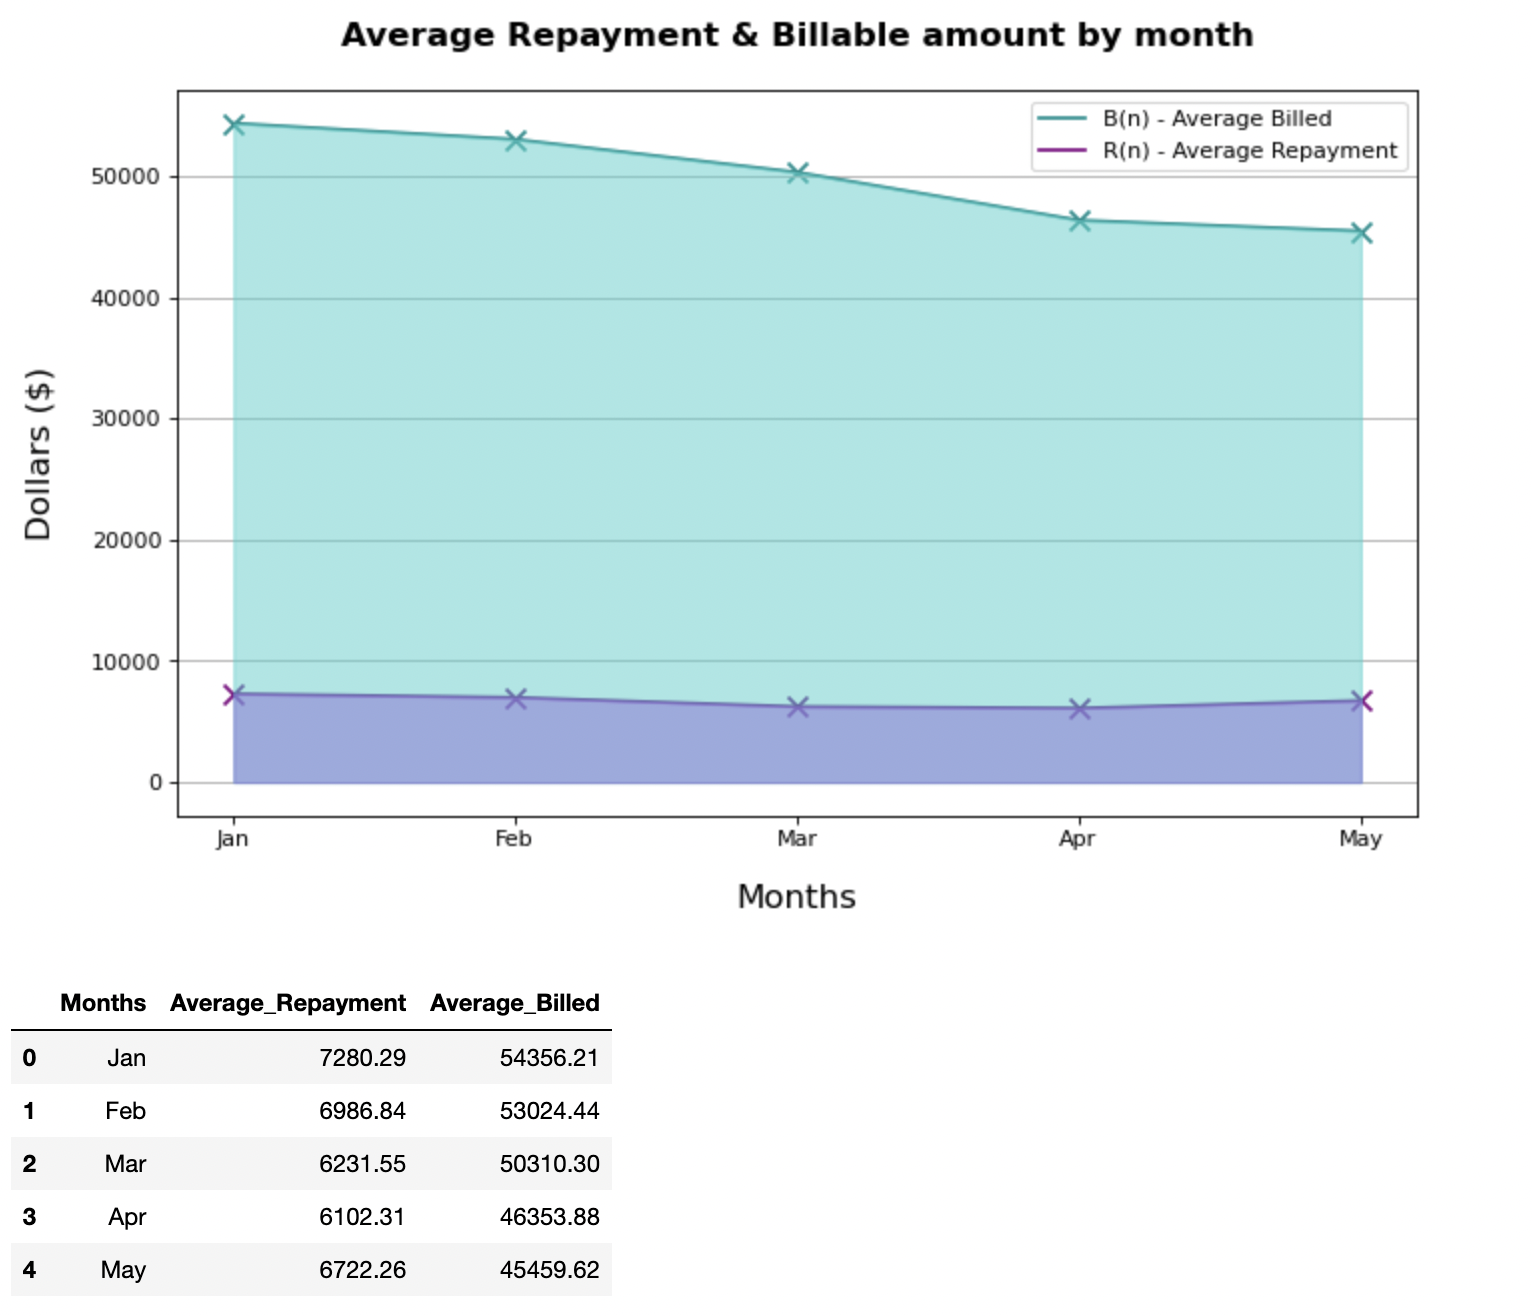 Average Repayment & Billable amount by month
B(n) - Average Billed
R(n) - Average Repayment
50000
40000
30000
20000
10000
0
Dollars ($)
Jan Feb Mar Apr May
Months
Months Average_Repayment Average_Billed
0 Jan 7280.29 54356.21
1 Feb 6986.84 53024.44
2 Mar 6231.55 50310.30
3 Apr 6102.31 46353.88
4 May 6722.26 45459.62